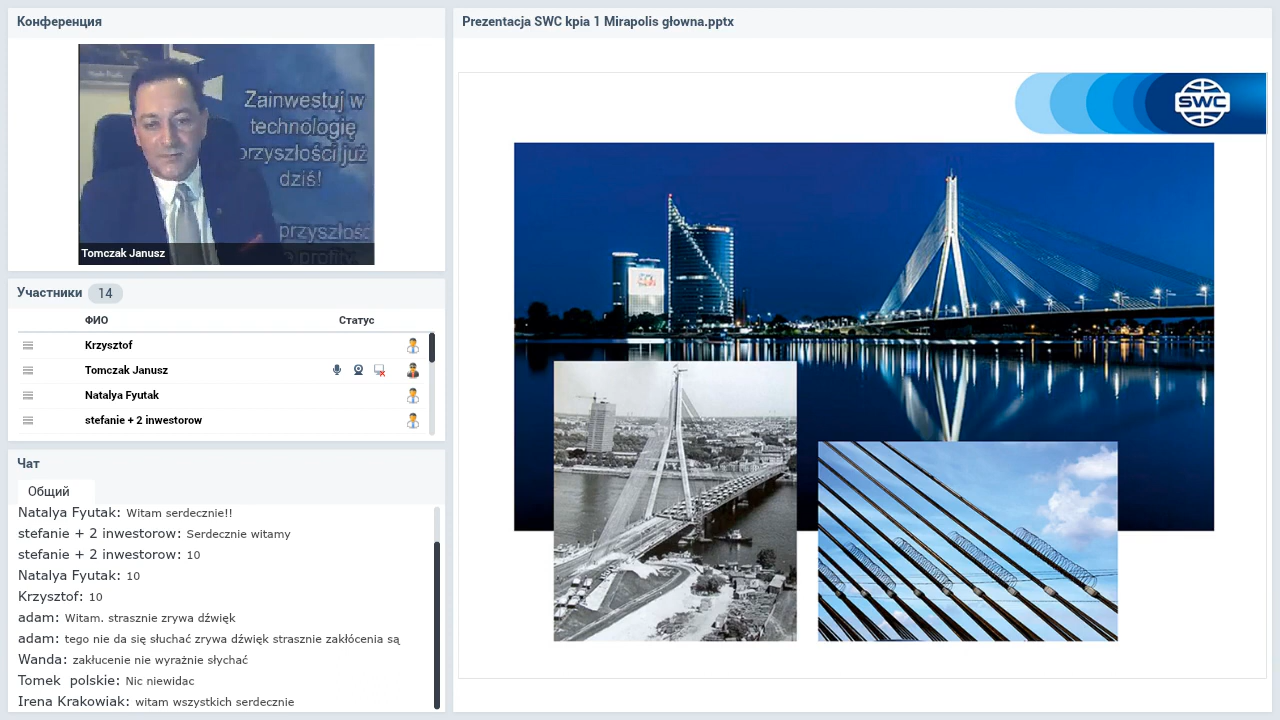 Конференция
Zainwestuj w
technologię
przyszłości już
dziś!
przyszłość
Tomczak Janusz
Участники 14
ФИО Статус
Krzysztof
Tomczak Janusz
Natalya Fyutak
stefanie + 2 inwestorow
Чат
Общий
Natalya Fyutak: Witam serdecznie!!
stefanie + 2 inwestorow: Serdecznie witamy
stefanie + 2 inwestorow: 10
Natalya Fyutak: 10
Krzysztof: 10
adam: Witam. strasznie zrywa dźwięk
adam: tego nie da się słuchać zrywa dźwięk strasznie zakłócenia są
Wanda: zakłucenie nie wyrażnie słychać
Tomek polskie: Nic niewidac
Irena Krakowiak: witam wszystkich serdecznie
Prezentacja SWC kpia 1 Mirapolis głowna.pptx
SWC